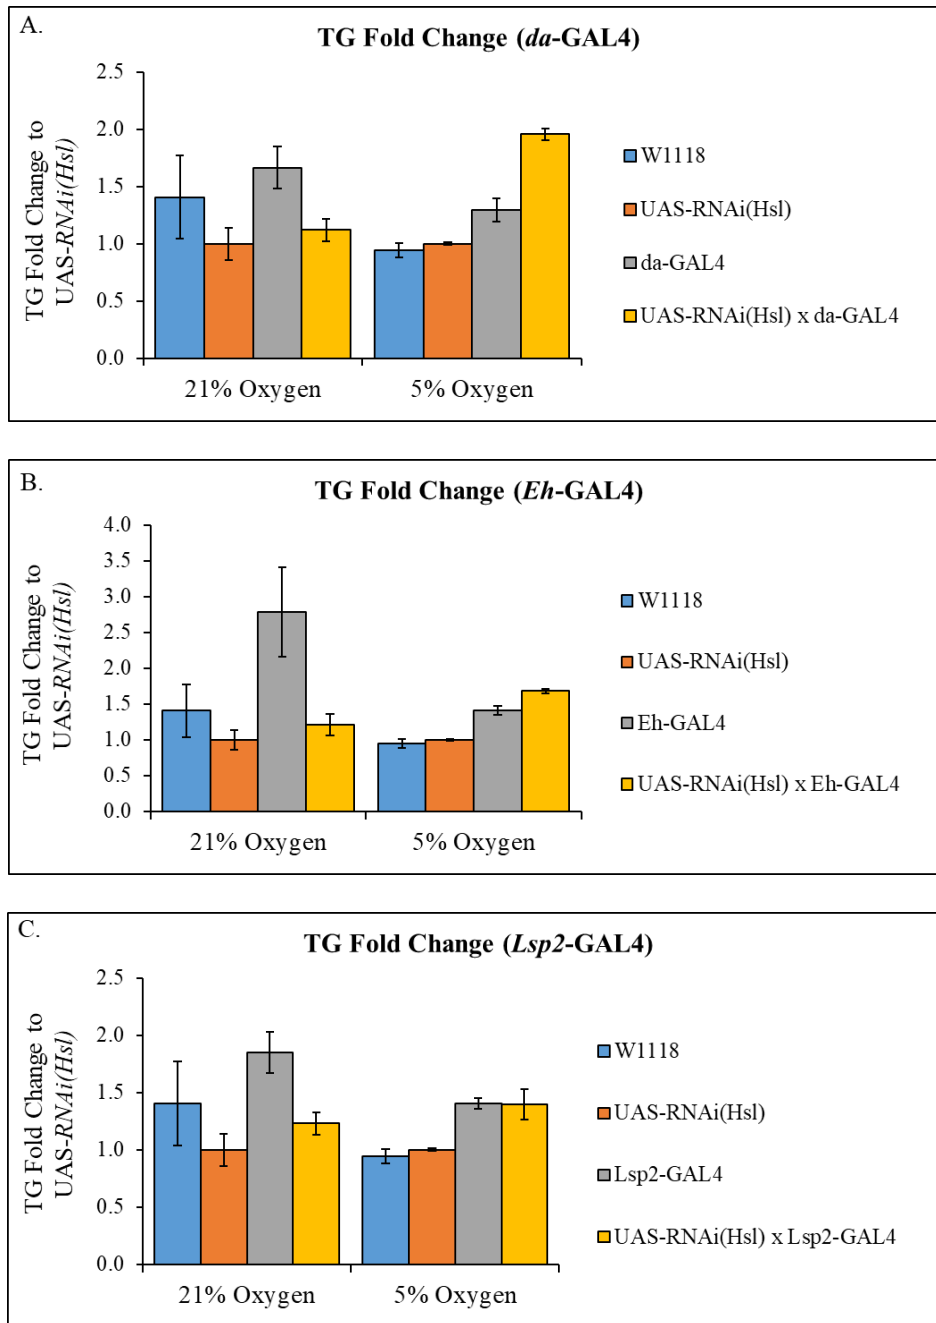 A.
TG Fold Change (da-GAL4)
TG Fold Change to
UAS-RNAi(Hsl)
2.5
2.0
1.5
1.0
0.5
0.0
21% Oxygen
5% Oxygen
W1118
UAS-RNAi(Hsl)
da-GAL4
UAS-RNAi(Hsl) x da-GAL4
B.
TG Fold Change (Eh-GAL4)
TG Fold Change to
UAS-RNAi(Hsl)
4.0
3.5
3.0
2.5
2.0
1.5
1.0
0.5
0.0
21% Oxygen
5% Oxygen
W1118
UAS-RNAi(Hsl)
Eh-GAL4
UAS-RNAi(Hsl) x Eh-GAL4
C.
TG Fold Change (Lsp2-GAL4)
TG Fold Change to
UAS-RNAi(Hsl)
2.5
2.0
1.5
1.0
0.5
0.0
21% Oxygen
5% Oxygen
W1118
UAS-RNAi(Hsl)
Lsp2-GAL4
UAS-RNAi(Hsl) x Lsp2-GAL4